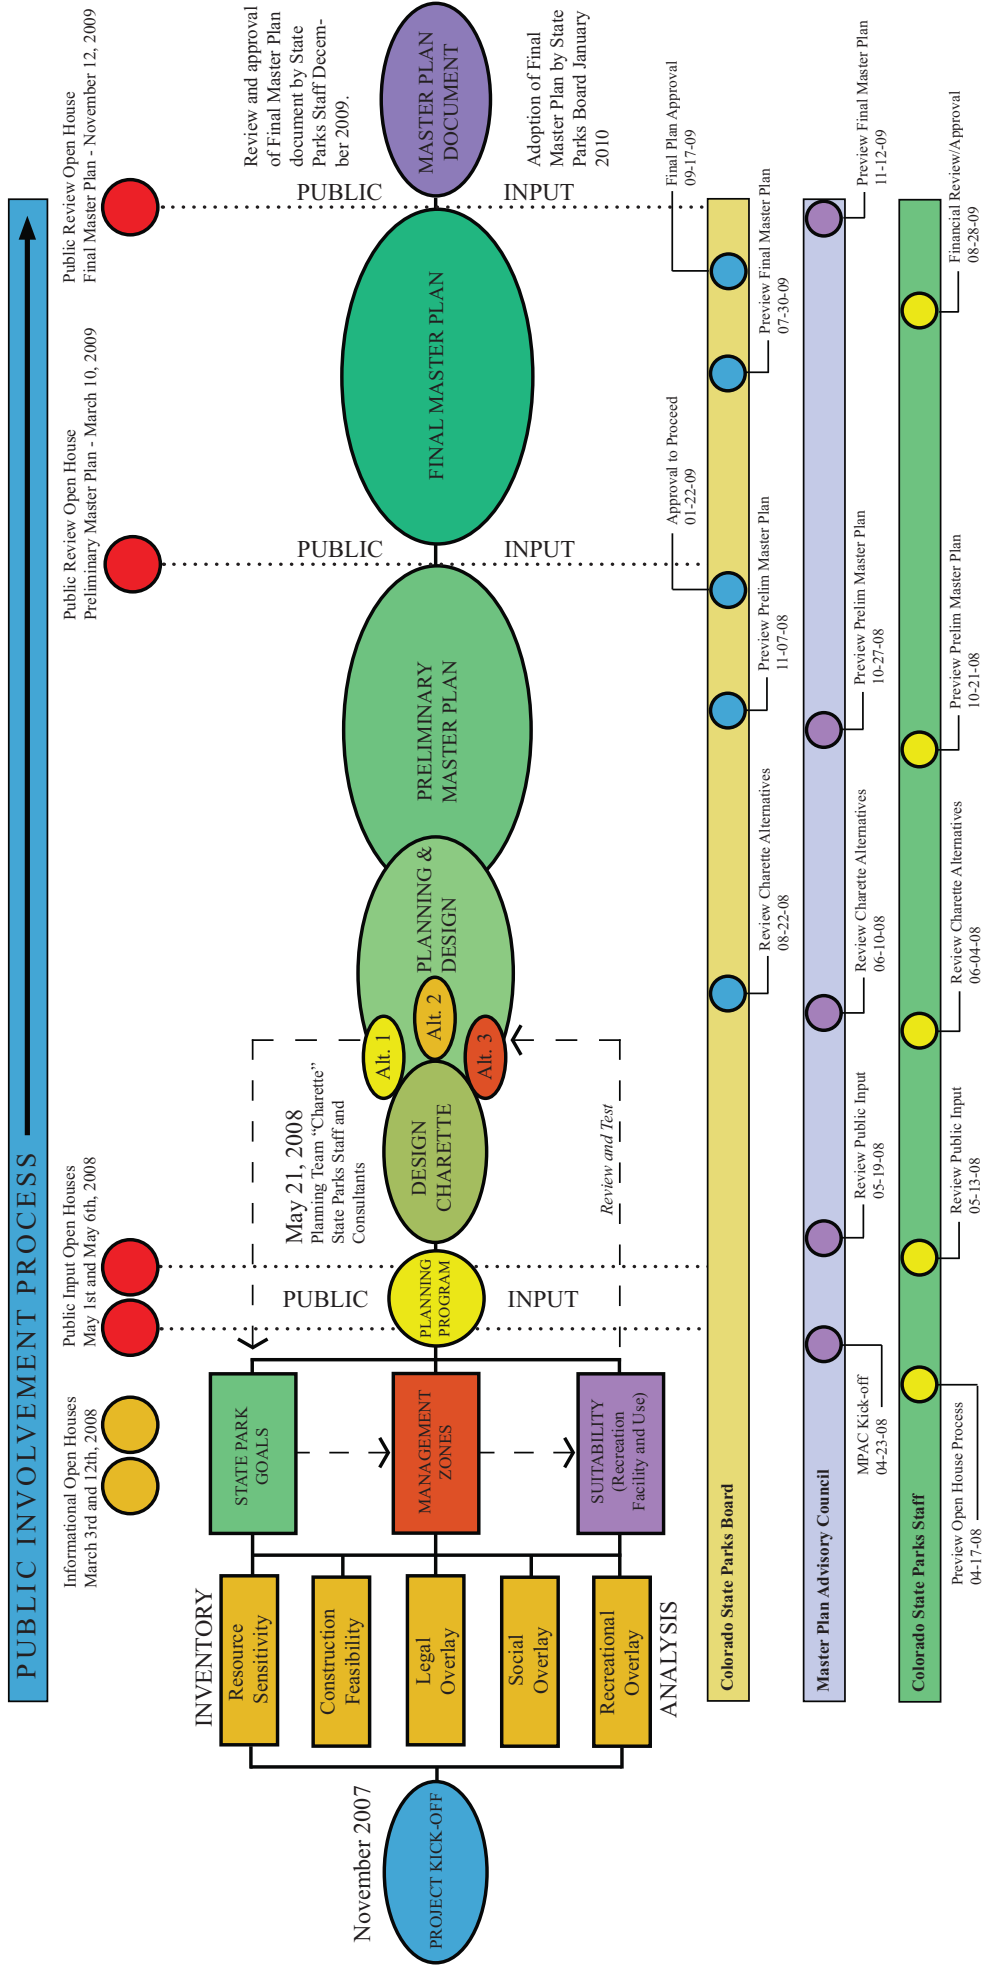 PUBLIC INVOLVEMENT PROCESS
Informational Open Houses
March 3rd and 12th, 2008
Public Input Open Houses
May 1st and May 6th, 2008
Public Review Open House
Preliminary Master Plan - March 10, 2009
Public Review Open House
Final Master Plan - November 12, 2009
November 2007
PROJECT KICK-OFF
INVENTORY
Resource
Sensitivity
Construction
Feasibility
Legal
Overlay
Social
Overlay
Recreational
Overlay
ANALYSIS
STATE PARK
GOALS
MANAGEMENT
ZONES
SUITABILITY
(Recreation
Facility and Use)
PUBLIC
PLANNING
PROGRAM
INPUT
May 21, 2008
Planning Team “Charette”
State Parks Staff and
Consultants
DESIGN
CHARETTE
Review and Test
Alt. 1
Alt. 2
Alt. 3
PLANNING &
DESIGN
PRELIMINARY
MASTER PLAN
PUBLIC
INPUT
FINAL MASTER PLAN
PUBLIC
INPUT
Review and approval
of Final Master Plan
document by State
Parks Staff Decem-
ber 2009.
MASTER PLAN
DOCUMENT
Adoption of Final
Master Plan by State
Parks Board January
2010
Approval to Proceed
01-22-09
Final Plan Approval
09-17-09
Colorado State Parks Board
Review Charette Alternatives
08-22-08
Preview Prelim Master Plan
11-07-08
Preview Final Master Plan
07-30-09
Master Plan Advisory Council
MPAC Kick-off
04-23-08
Review Public Input
05-19-08
Review Charette Alternatives
06-10-08
Preview Prelim Master Plan
10-27-08
Preview Final Master Plan
11-12-09
Colorado State Parks Staff
Preview Open House Process
04-17-08
Review Public Input
05-13-08
Review Charette Alternatives
06-04-08
Preview Prelim Master Plan
10-21-08
Financial Review/Approval
08-28-09